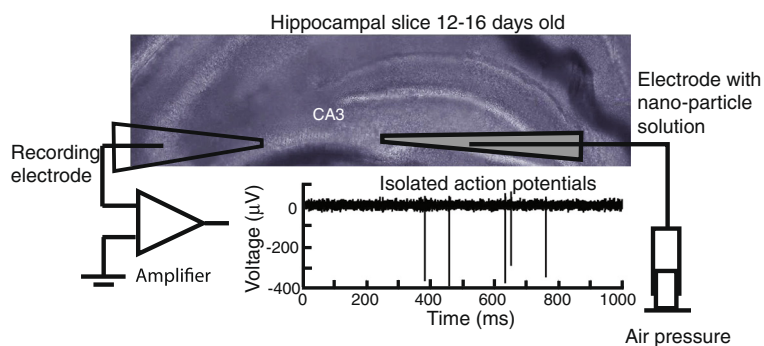 Hippocampal slice 12-16 days old
CA3
Electrode with
nano-particle
solution
Recording
electrode
Amplifier
Isolated action potentials
Voltage (μV)
0
-200
-400
0 200 400 600 800 1000
Time (ms)
Air pressure